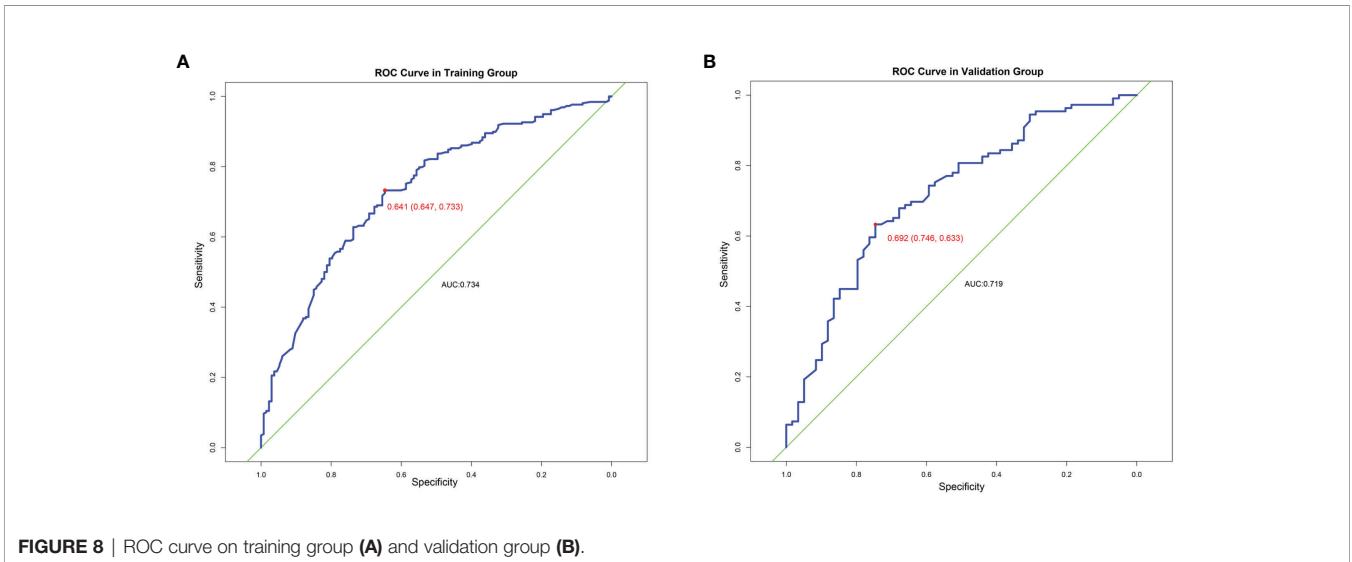 A
ROC Curve in Training Group
1.0
0.8
0.6
0.4
0.2
0.0
Sensitivity
0.641 (0.647, 0.733)
AUC:0.734
1.0
0.8
0.6
0.4
0.2
0.0
Specificity
B
ROC Curve in Validation Group
1.0
0.8
0.6
0.4
0.2
0.0
Sensitivity
0.692 (0.746, 0.633)
AUC:0.719
1.0
0.8
0.6
0.4
0.2
0.0
Specificity
FIGURE 8 | ROC curve on training group (A) and validation group (B).